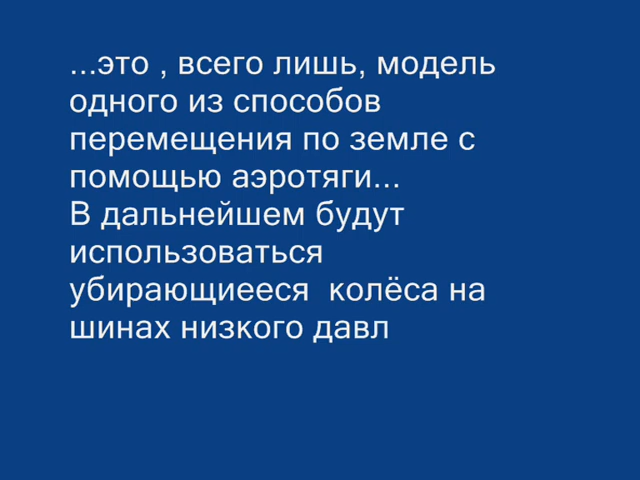 ...это , всего лишь, модель
одного из способов
перемещения по земле с
помощью аэротяги...
В дальнейшем будут
использоваться
убирающиееся  колёса на
шинах низкого давл